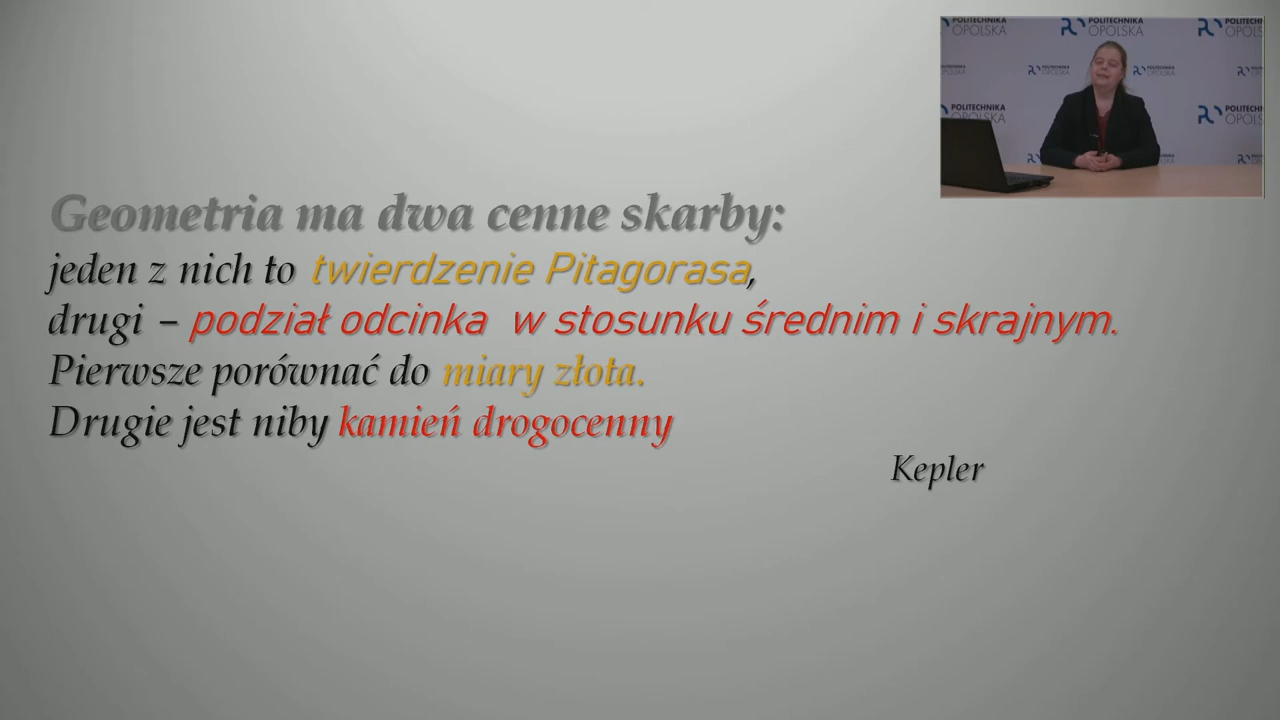 POLITECHNIKA
OPOLSKA
Geometria ma dwa cenne skarby:
jeden z nich to twierdzenie Pitagorasa,
drugi – podział odcinka w stosunku średnim i skrajnym.
Pierwsze porównać do miary złota.
Drugie jest niby kamień drogocenny
Kepler